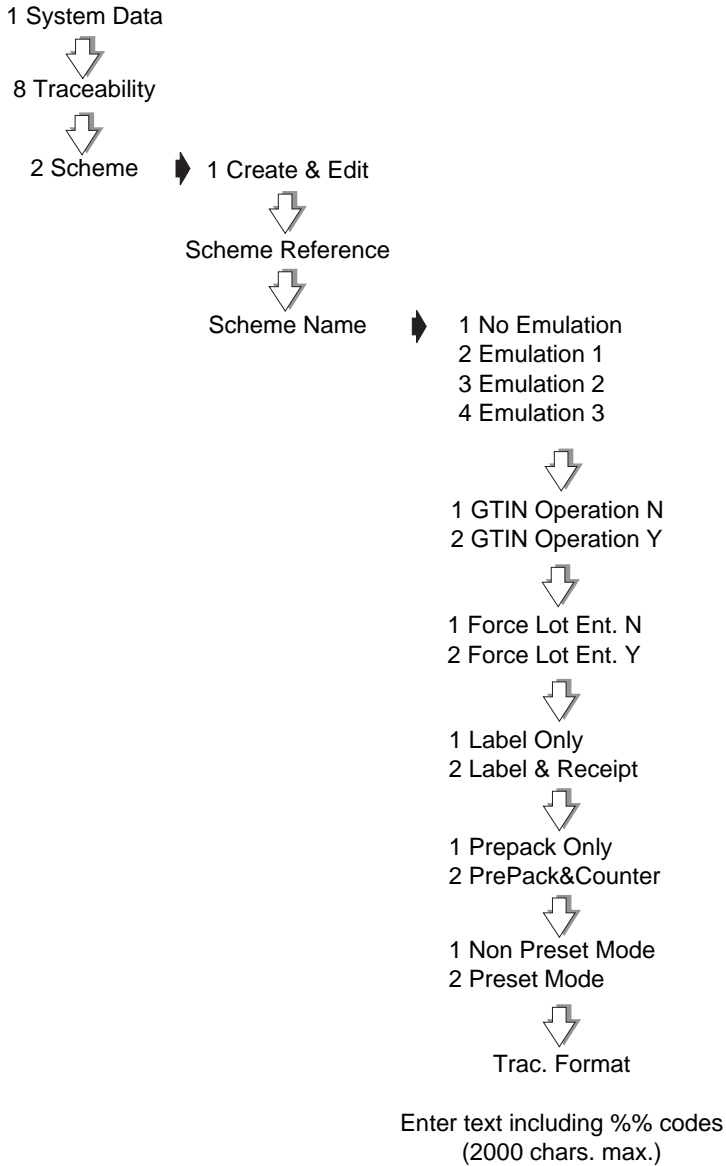 1 System Data
8 Traceability
2 Scheme
1 Create & Edit
Scheme Reference
Scheme Name
1 No Emulation
2 Emulation 1
3 Emulation 2
4 Emulation 3
1 GTIN Operation N
2 GTIN Operation Y
1 Force Lot Ent. N
2 Force Lot Ent. Y
1 Label Only
2 Label & Receipt
1 Prepack Only
2 PrePack&Counter
1 Non Preset Mode
2 Preset Mode
Trac. Format
Enter text including %% codes
(2000 chars. max.)